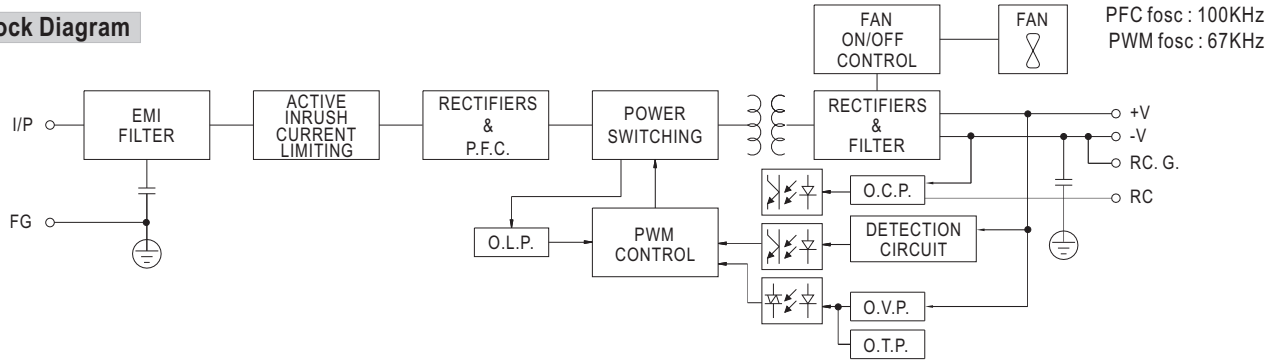 ock Diagram
PFC fosc : 100KHz
PWM fosc : 67KHz
FAN
ON/OFF
CONTROL
FAN
I/P
EMI
FILTER
ACTIVE
INRUSH
CURRENT
LIMITING
RECTIFIERS
&
P.F.C.
POWER
SWITCHING
RECTIFIERS
&
FILTER
+V
-V
RC. G.
RC
FG
O.L.P.
PWM
CONTROL
O.C.P.
DETECTION
CIRCUIT
O.V.P.
O.T.P.